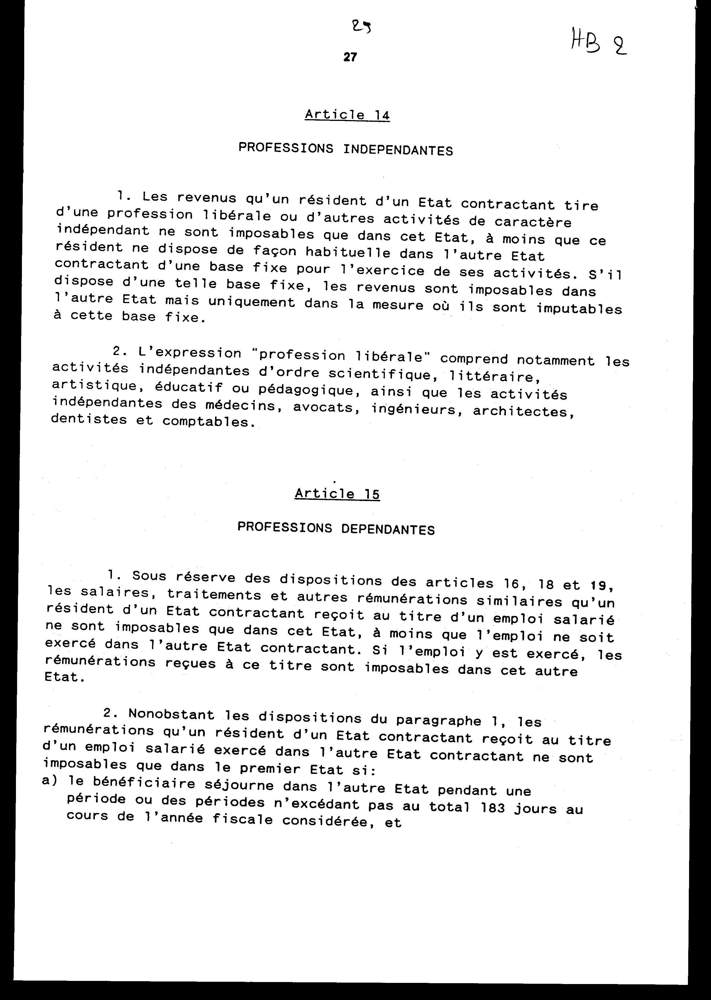 29
HB 2
27
Article 14
PROFESSIONS INDEPENDANTES
1. Les revenus qu'un résident d'un Etat contractant tire
d'une profession libérale ou d'autres activités de caractère
indépendant ne sont imposables que dans cet Etat, à moins que ce
résident ne dispose de façon habituelle dans l'autre Etat
contractant d'une base fixe pour l'exercice de ses activités. S'il
dispose d'une telle base fixe, les revenus sont imposables dans
l'autre Etat mais uniquement dans la mesure où ils sont imputables
à cette base fixe.
2. L'expression "profession libérale" comprend notamment les
activités indépendantes d'ordre scientifique, littéraire,
artistique, éducatif ou pédagogique, ainsi que les activités
indépendantes des médecins, avocats, ingénieurs, architectes,
dentistes et comptables.
Article 15
PROFESSIONS DEPENDANTES
1. Sous réserve des dispositions des articles 16, 18 et 19,
les salaires, traitements et autres rémunérations similaires qu'un
résident d'un Etat contractant reçoit au titre d'un emploi salarié
ne sont imposables que dans cet Etat, à moins que l'emploi ne soit
exercé dans l'autre Etat contractant. Si l'emploi y est exercé, les
rémunérations reçues à ce titre sont imposables dans cet autre
Etat.
2. Nonobstant les dispositions du paragraphe 1, les
rémunérations qu'un résident d'un Etat contractant reçoit au titre
d'un emploi salarié exercé dans l'autre Etat contractant ne sont
imposables que dans le premier Etat si:
a) le bénéficiaire séjourne dans l'autre Etat pendant une
période ou des périodes n'excédant pas au total 183 jours au
cours de l'année fiscale considérée, et